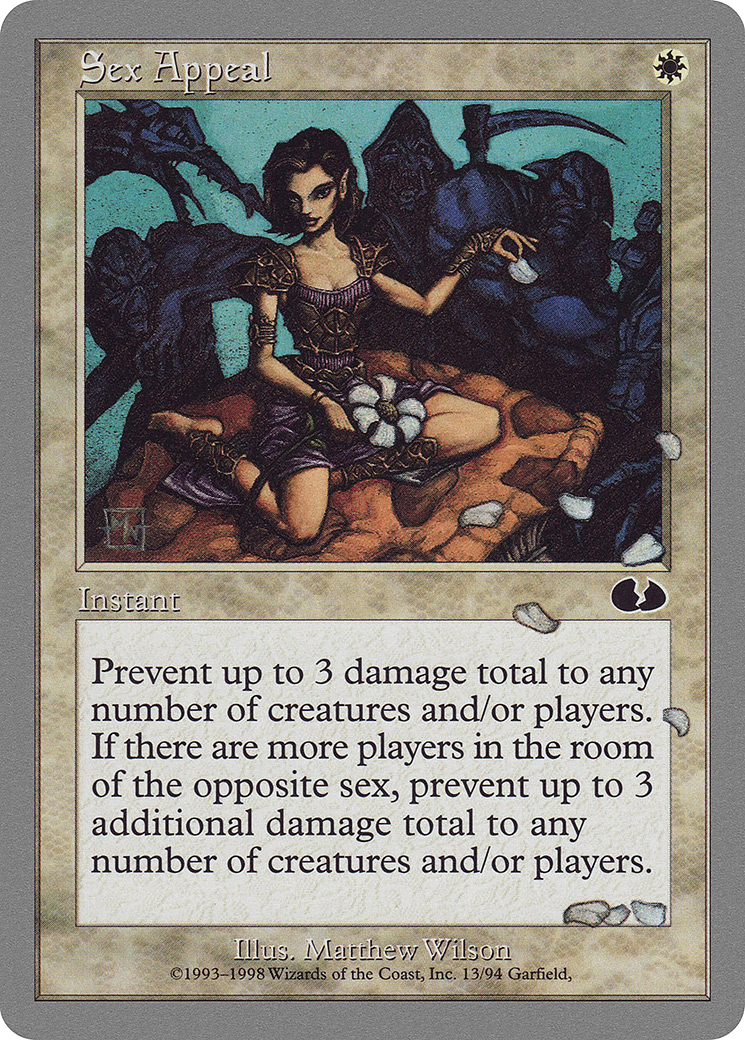 Sex Appeal
MW
Instant
Prevent up to 3 damage total to any
number of creatures and/or players.
If there are more players in the room
of the opposite sex, prevent up to 3
additional damage total to any
number of creatures and/or players.
Illus. Matthew Wilson
©1993–1998 Wizards of the Coast, Inc. 13/94 Garfield,